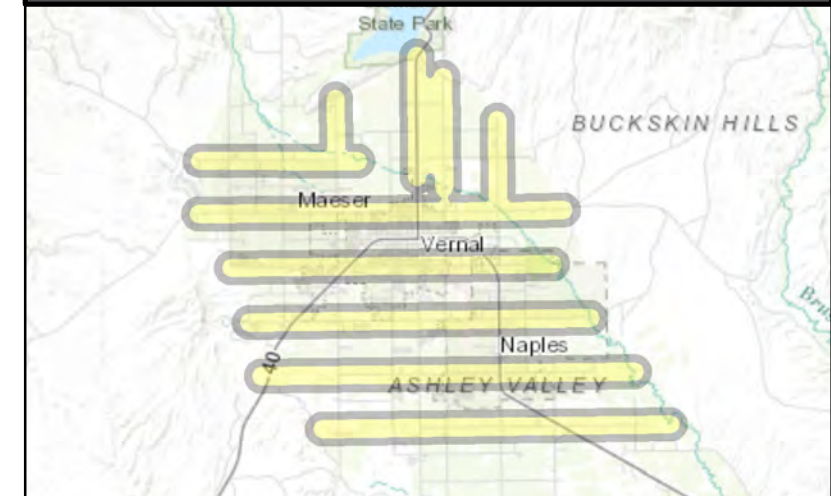 State Park
BUCKSKIN HILLS
Maeser
Vernal
Naples
40
ASHLEY VALLEY